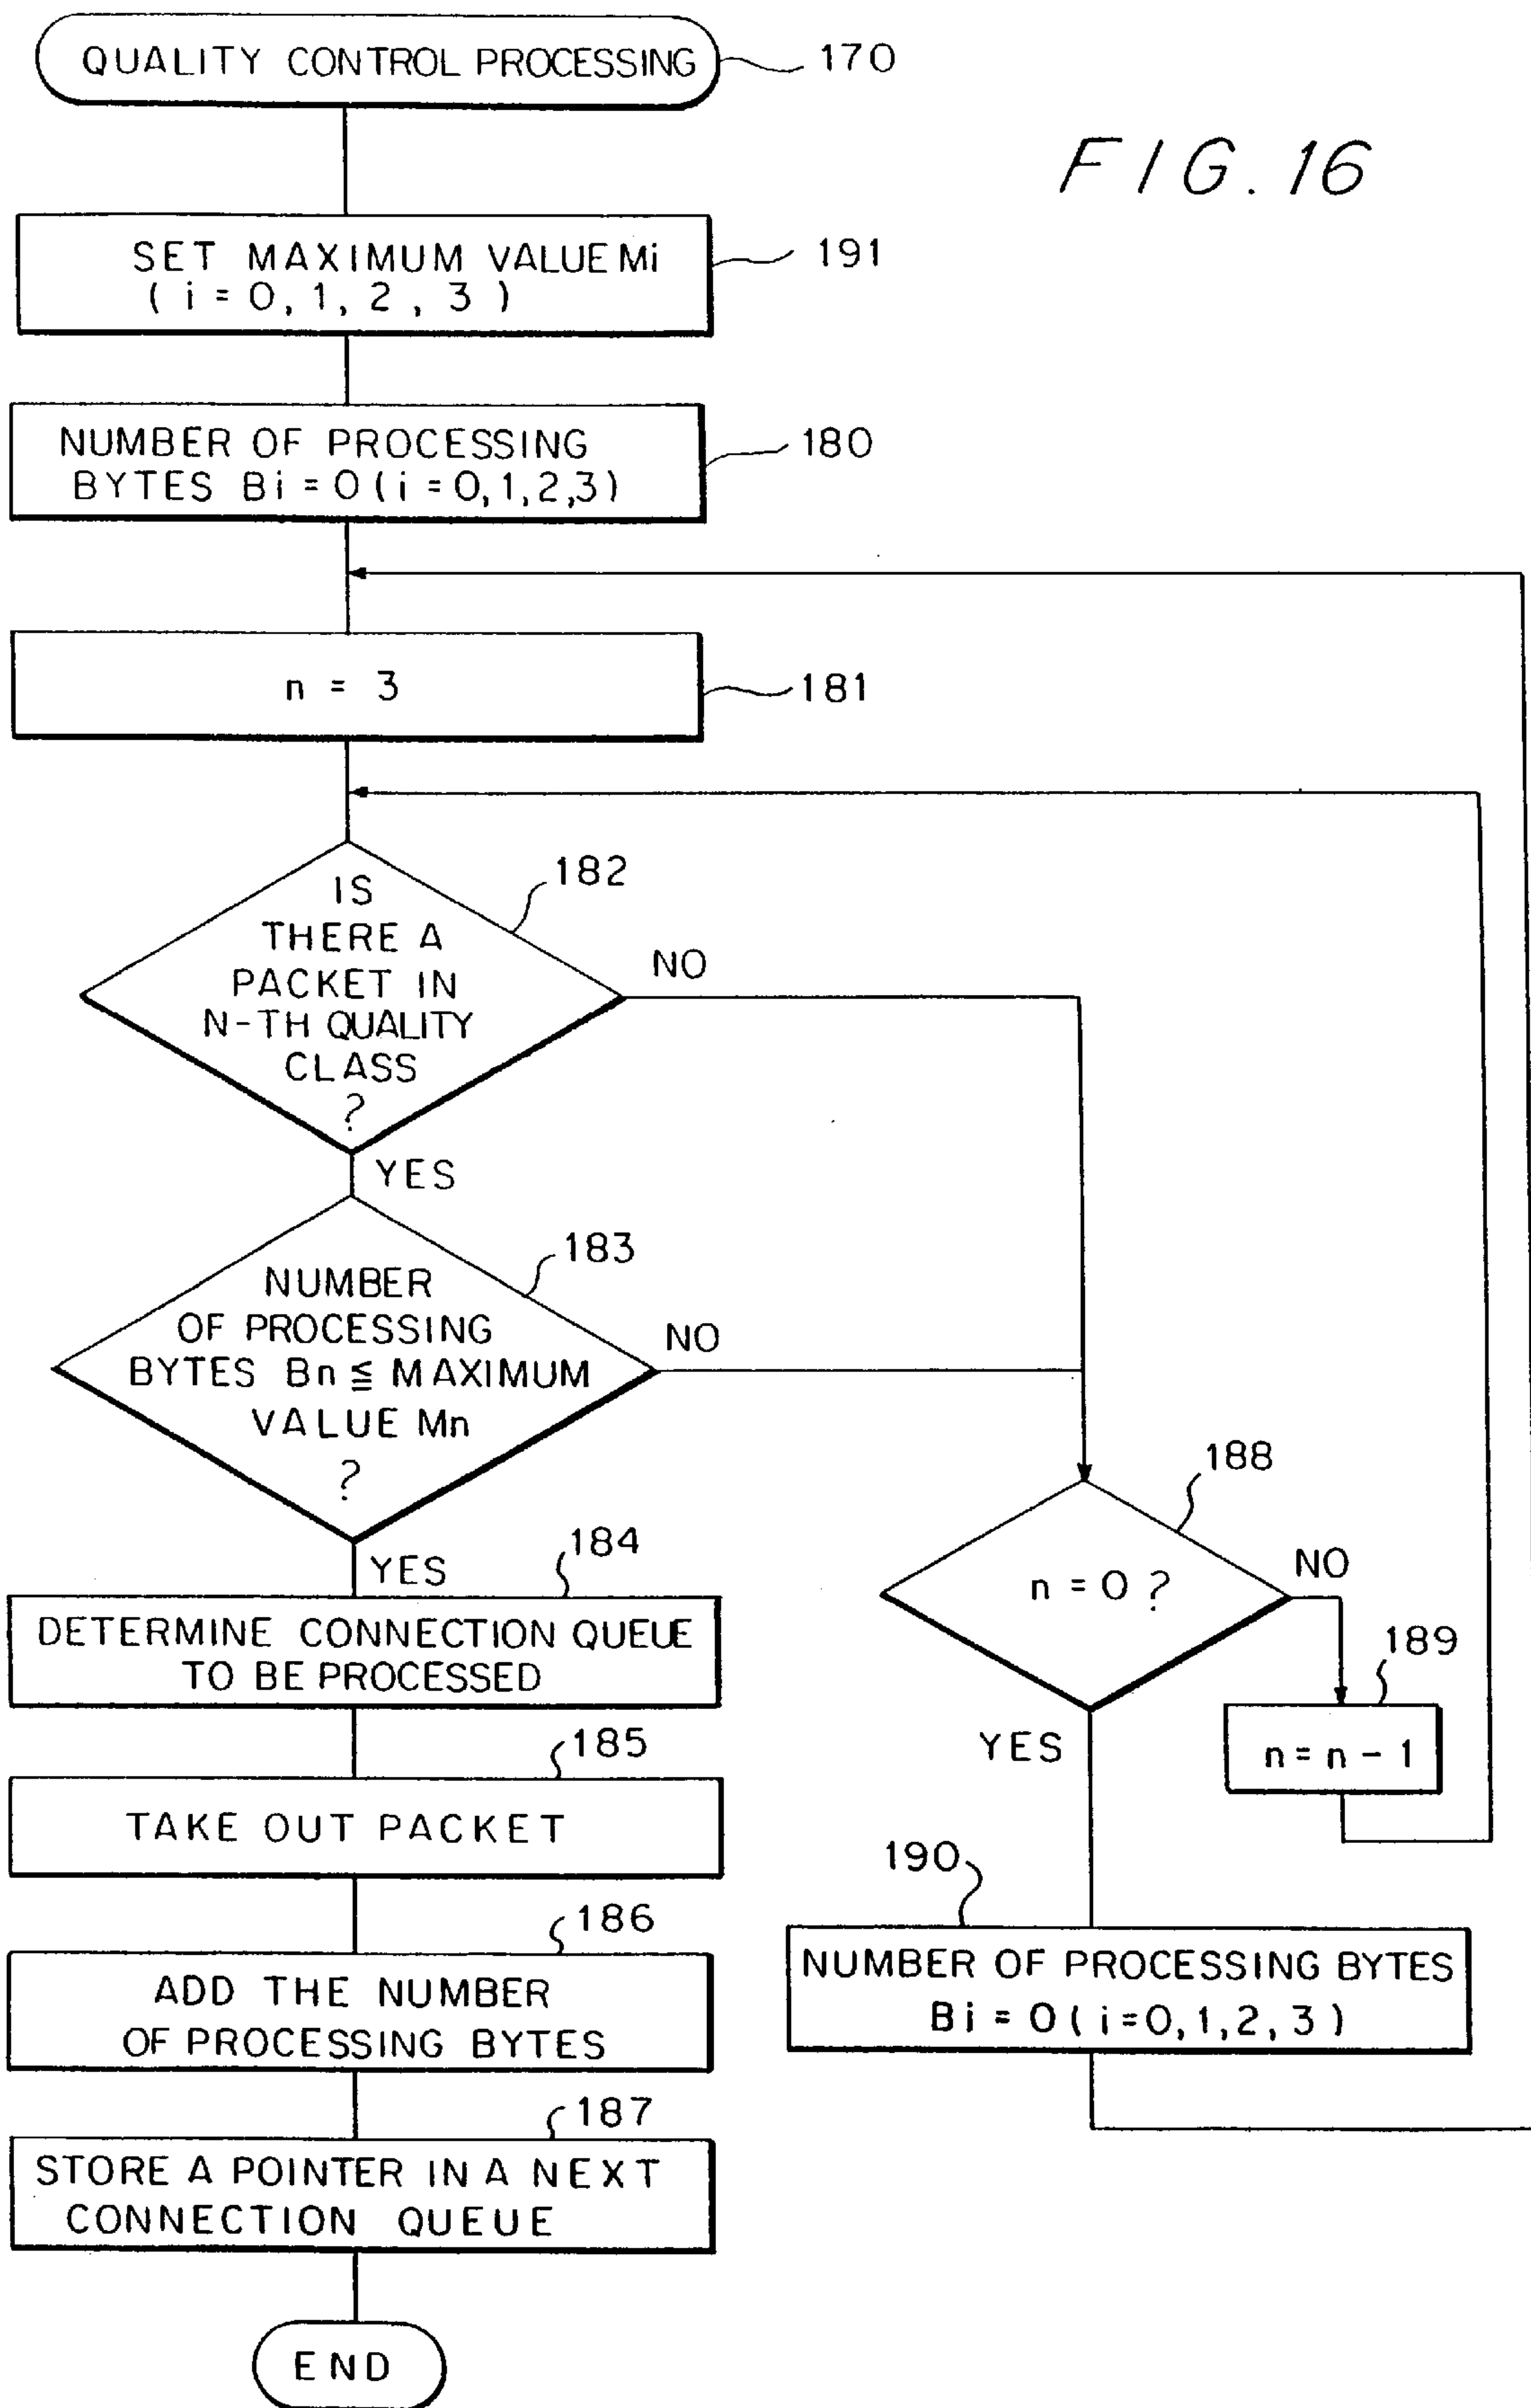 QUALITY CONTROL PROCESSING
170
FIG. 16
SET MAXIMUM VALUE Mi
( i = 0, 1, 2, 3 )
191
NUMBER OF PROCESSING
BYTES Bi = 0 ( i = 0,1,2,3 )
180
n = 3
181
IS
THERE A
PACKET IN
N-TH QUALITY
CLASS
?
182
NO
YES
NUMBER
OF PROCESSING
BYTES Bn ≦ MAXIMUM
VALUE Mn
?
183
NO
YES
DETERMINE CONNECTION QUEUE
TO BE PROCESSED
184
TAKE OUT PACKET
185
ADD THE NUMBER
OF PROCESSING BYTES
186
STORE A POINTER IN A NEXT
CONNECTION QUEUE
187
END
n = 0 ?
188
NO
YES
n = n - 1
189
190
NUMBER OF PROCESSING BYTES
Bi = 0 ( i=0, 1, 2, 3 )